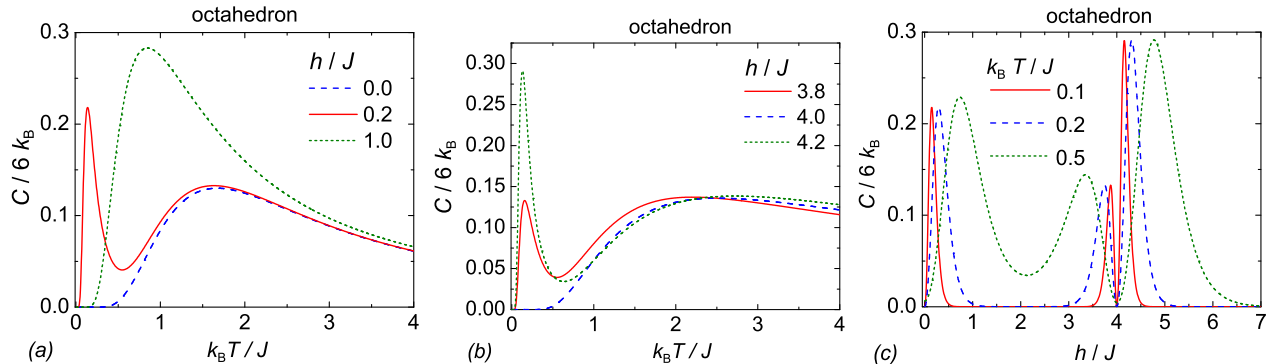 octahedron
0.3
0.2
0.1
0.0
C / 6 k_B
h / J
0.0
0.2
1.0
0
1
2
3
4
(a)
k_B T / J
octahedron
0.30
0.25
0.20
0.15
0.10
0.05
0.00
C / 6 k_B
h / J
3.8
4.0
4.2
0
1
2
3
4
(b)
k_B T / J
octahedron
0.3
0.2
0.1
0.0
C / 6 k_B
k_B T / J
0.1
0.2
0.5
0
1
2
3
4
5
6
7
(c)
h / J